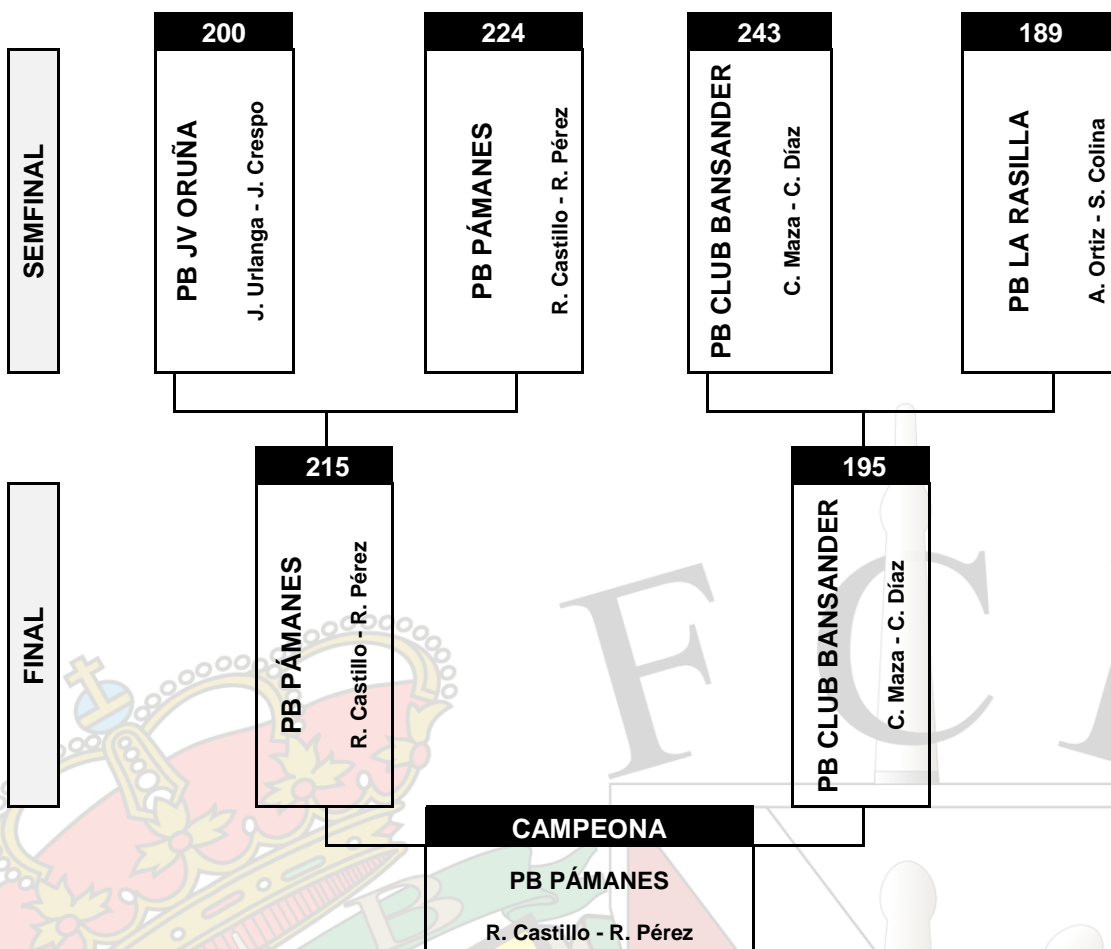 200
224
243
189
SEMFINAL
PB JV ORUÑA
J. Urlanga - J. Crespo
PB PÁMANES
R. Castillo - R. Pérez
PB CLUB BANSANDER
C. Maza - C. Díaz
PB LA RASILLA
A. Ortiz - S. Colina
215
195
FINAL
PB PÁMANES
R. Castillo - R. Pérez
PB CLUB BANSANDER
C. Maza - C. Díaz
F C
CAMPEONA
PB PÁMANES
R. Castillo - R. Pérez